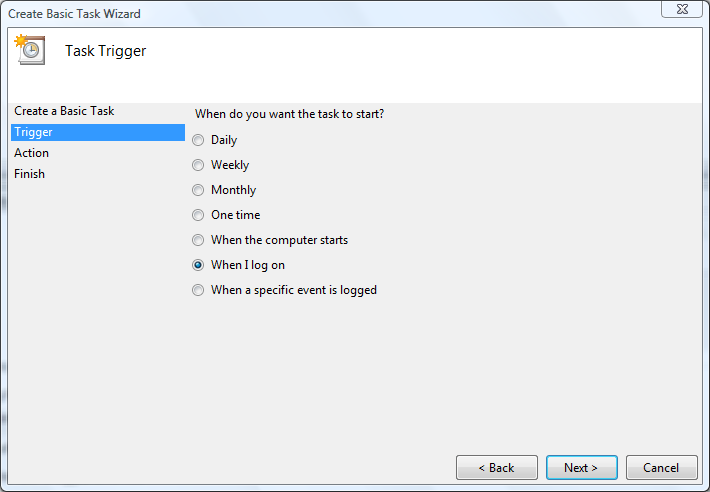 Create Basic Task Wizard
Task Trigger
Create a Basic Task
Trigger
Action
Finish
When do you want the task to start?
Daily
Weekly
Monthly
One time
When the computer starts
When I log on
When a specific event is logged
< Back
Next >
Cancel